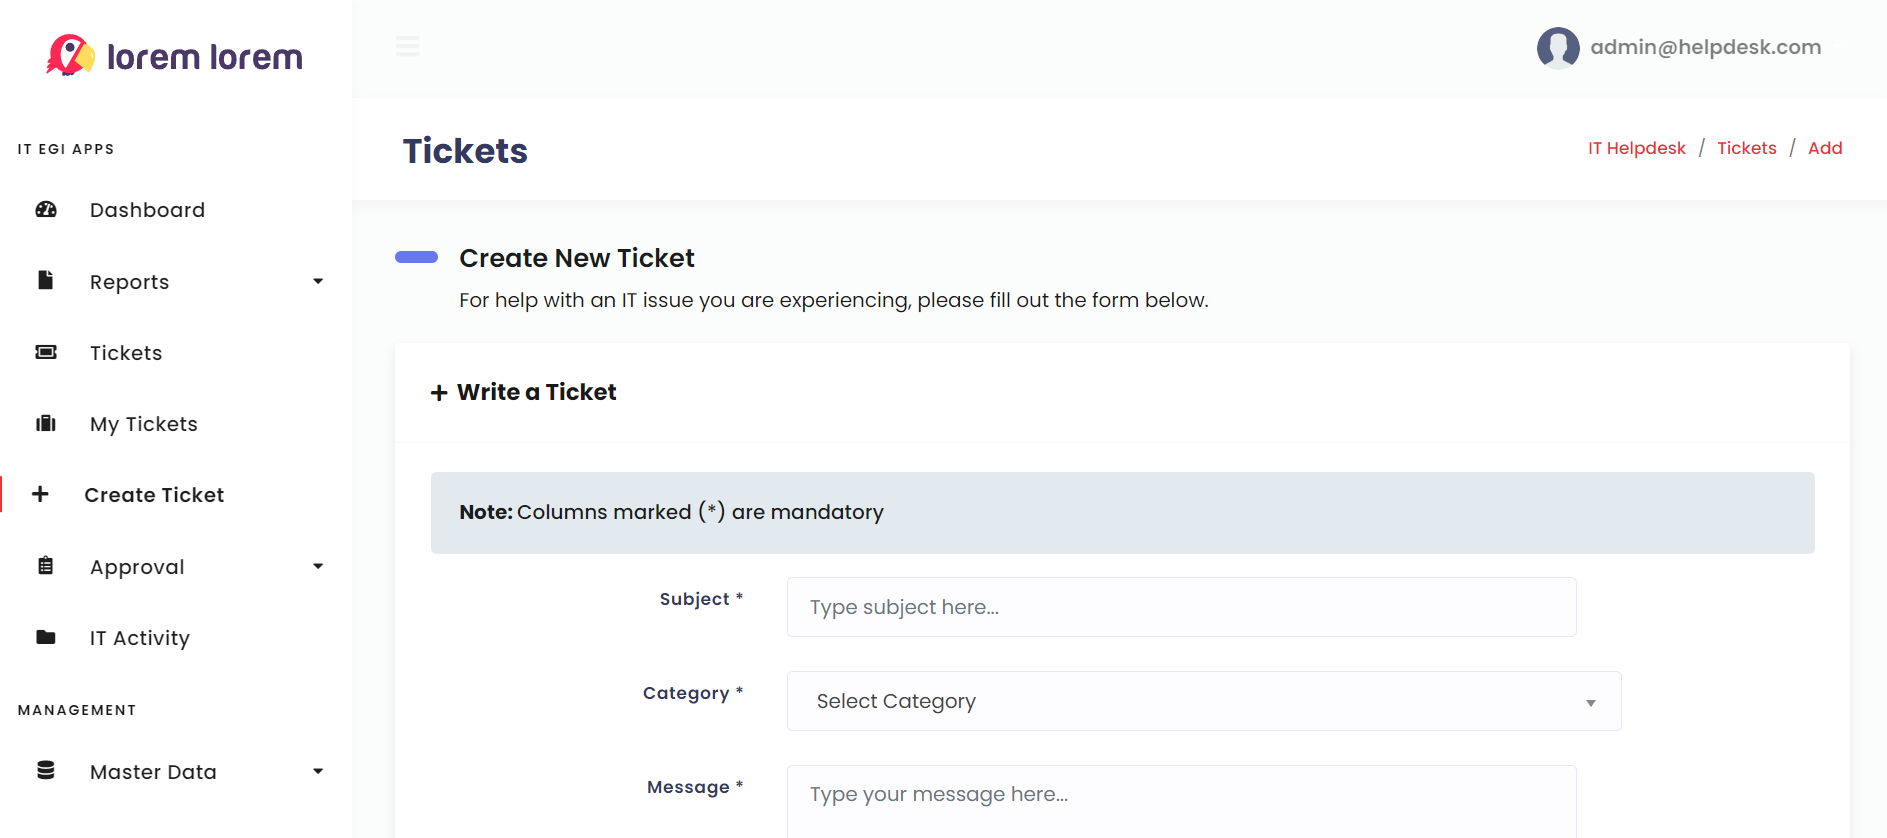 lorem lorem
admin@helpdesk.com
IT EGI APPS
Dashboard
Reports
Tickets
My Tickets
Create Ticket
Approval
IT Activity
MANAGEMENT
Master Data
Tickets
IT Helpdesk / Tickets / Add
Create New Ticket
For help with an IT issue you are experiencing, please fill out the form below.
+ Write a Ticket
Note: Columns marked (*) are mandatory
Subject *
Type subject here...
Category *
Select Category
Message *
Type your message here...